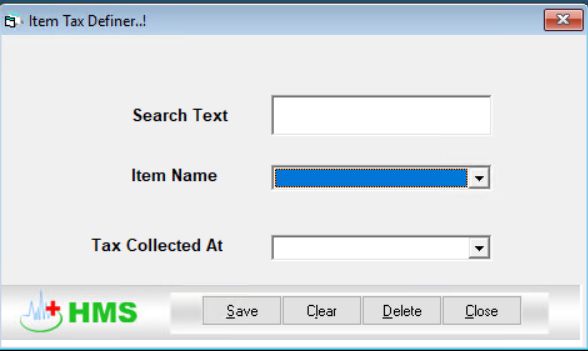 Item Tax Definer..!
Search Text
Item Name
Tax Collected At
HMS
Save Clear Delete Close